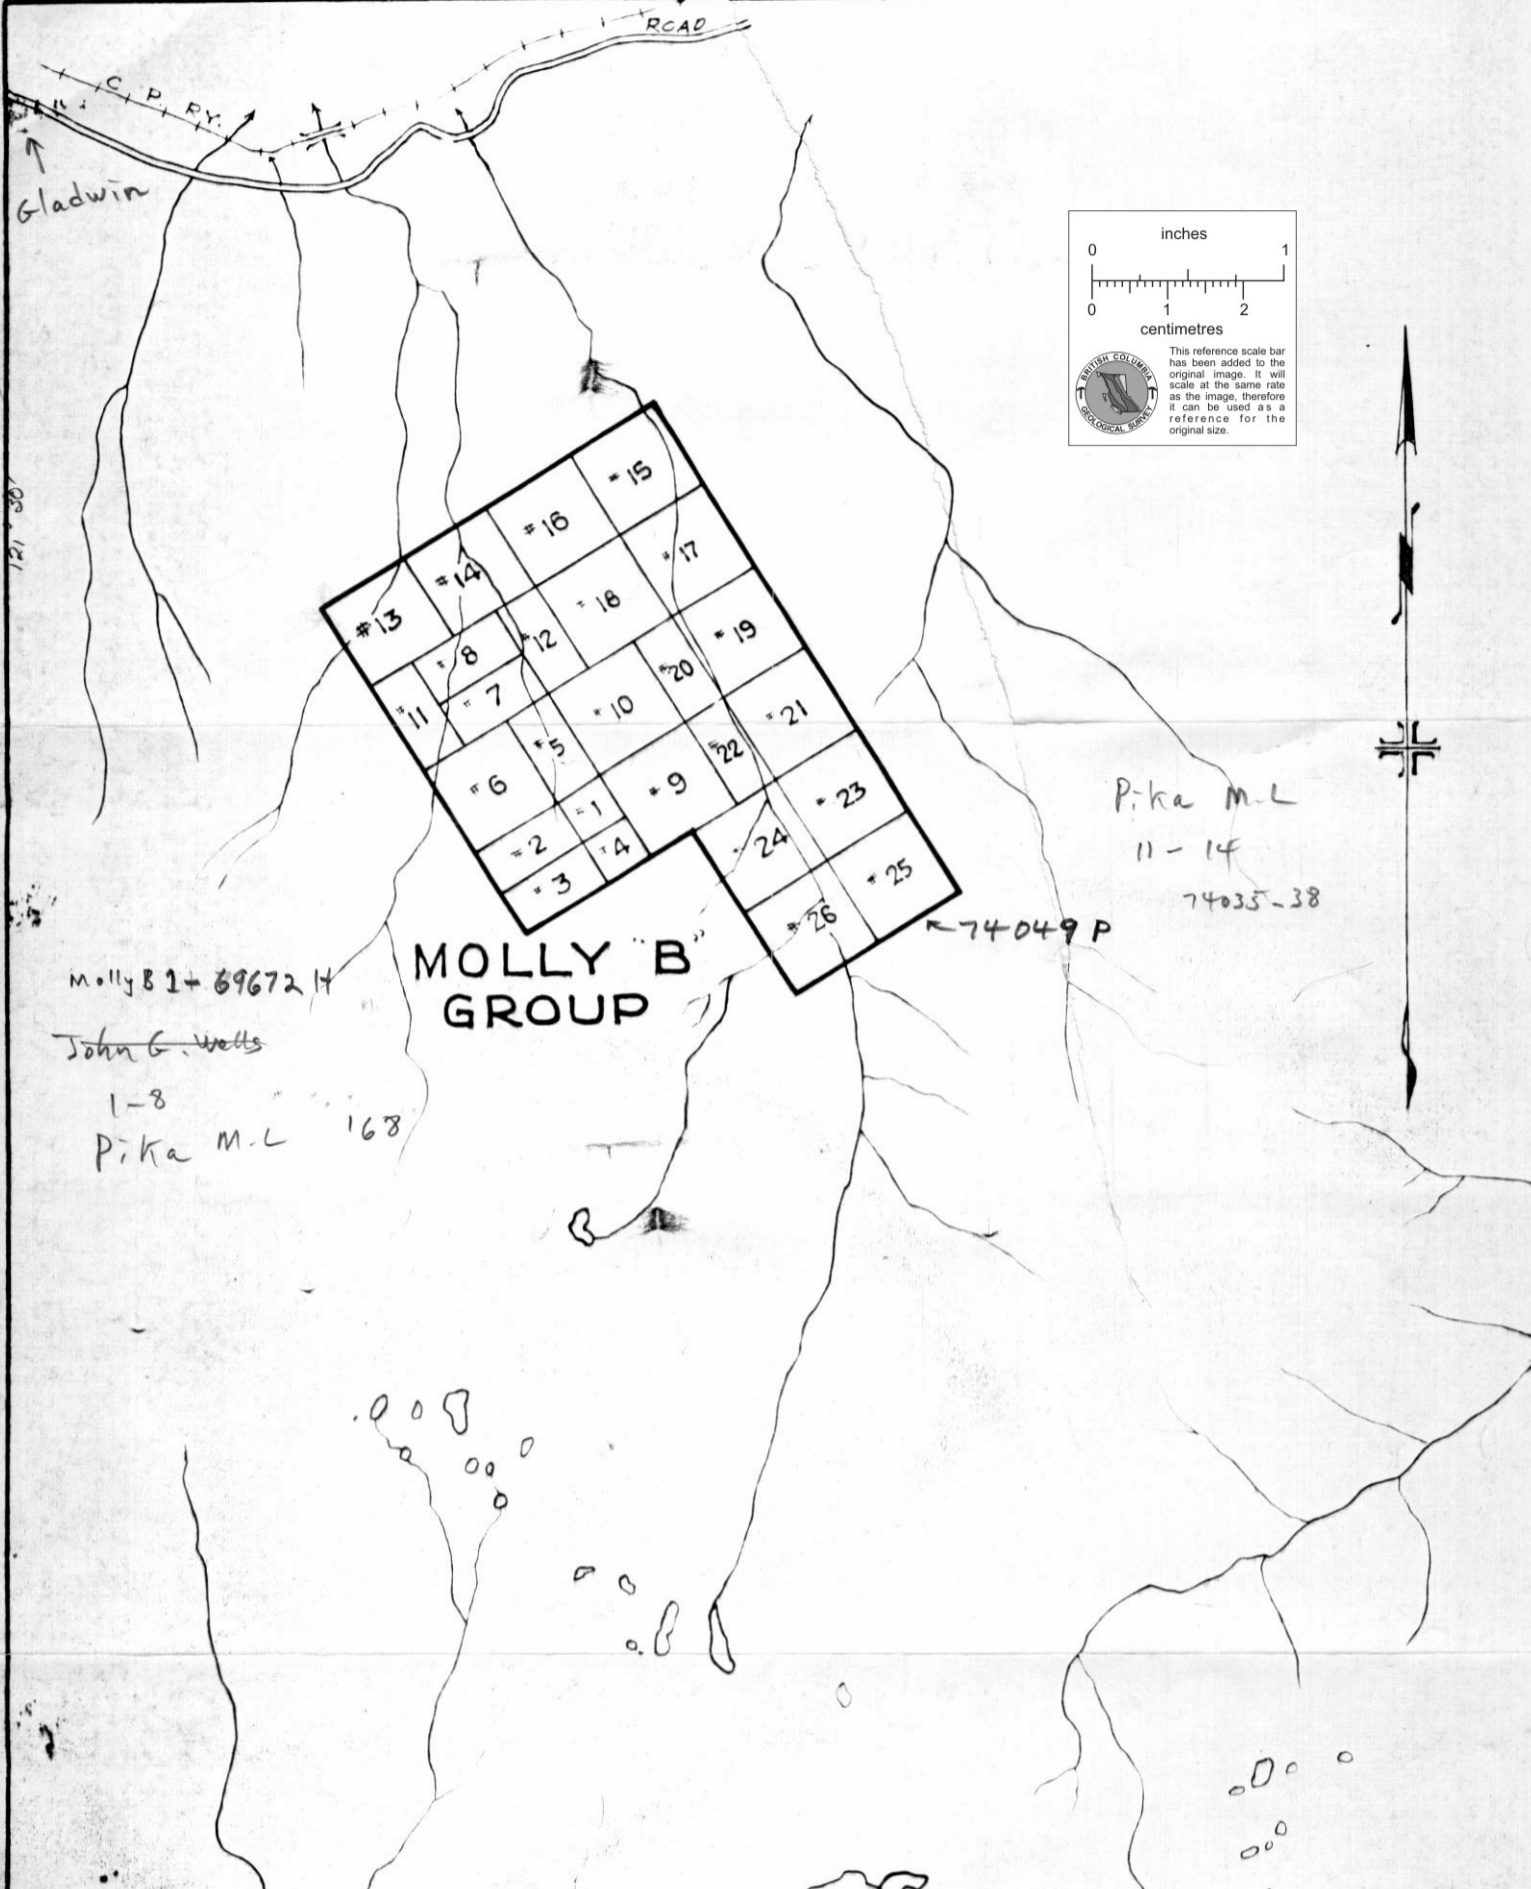 ROAD
C. P. RY.
Gladwin
121° 30'
inches
0 1
0 1 2
centimetres
BRITISH COLUMBIA
GEOLOGICAL SURVEY
This reference scale bar
has been added to the
original image. It will
scale at the same rate
as the image, therefore
it can be used as a
reference for the
original size.
#15
#16
#17
#14
#18
#13
#12
#19
#8
#20
#7
#11
#10
#21
#5
#22
#6
#9
#23
#1
#2
#24
#4
#3
#25
#26
N
Pika M.L
11 - 14
74035-38
74049 P
MOLLY "B"
GROUP
Molly B 1+ 69672 H
John G. Wells
1-8
Pika M.L 168